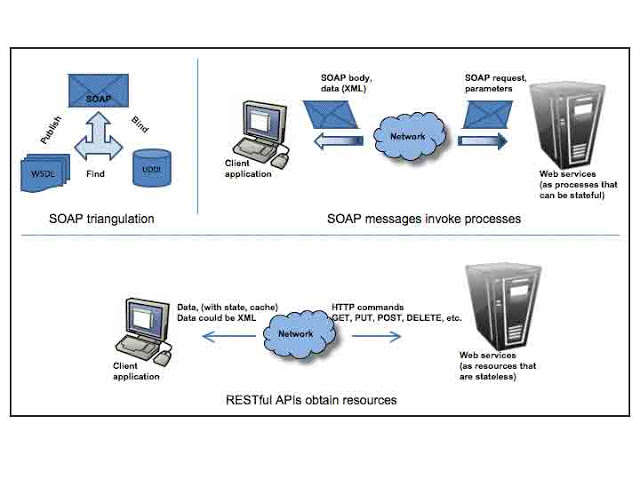 SOAP
Publish
Bind
WSDL
Find
UDDI
SOAP triangulation
SOAP body,
data (XML)
SOAP request,
parameters
Network
Client
application
Web services
(as processes that
can be stateful)
SOAP messages invoke processes
Data, (with state, cache)
Data could be XML
HTTP commands
GET, PUT, POST, DELETE, etc.
Network
Client
application
Web services
(as resources that
are stateless)
RESTful APIs obtain resources